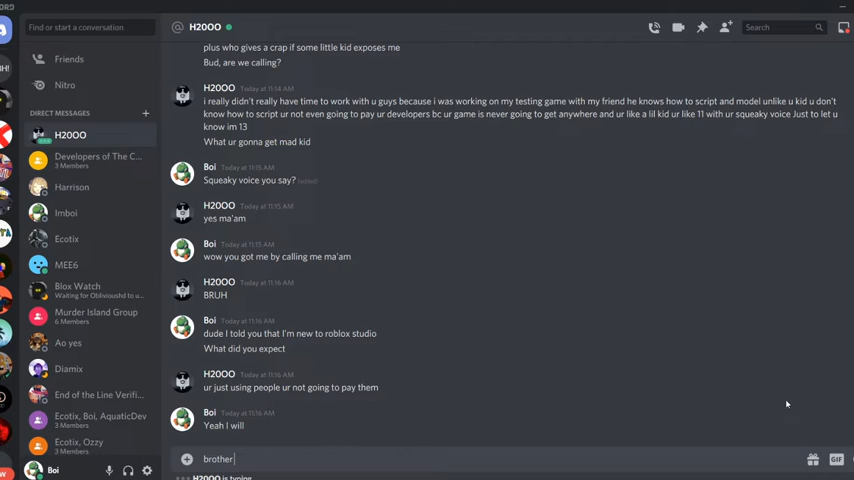 ORD
Find or start a conversation
H2OOO
Search
Friends
Nitro
DIRECT MESSAGES
H2OOO
Developers of The C...
3 Members
Harrison
Imboi
Ecotix
MEE6
Blox Watch
Waiting for Oblivioushd to u...
Murder Island Group
6 Members
Ao yes
Diamix
End of the Line Verifi...
Ecotix, Boi, AquaticDev
3 Members
Ecotix, Ozzy
3 Members
Boi
plus who gives a crap if some little kid exposes me
Bud, are we calling?
H2OOO Today at 11:14 AM
i really didn't really have time to work with u guys because i was working on my testing game with my friend he knows how to script and model unlike u kid u don't
know how to script ur not even going to pay ur developers bc ur game is never going to get anywhere and ur like a lil kid ur like 11 with ur squeaky voice Just to let u
know im 13
What ur gonna get mad kid
Boi Today at 11:15 AM
Squeaky voice you say? (edited)
H2OOO Today at 11:15 AM
yes ma'am
Boi Today at 11:15 AM
wow you got me by calling me ma'am
H2OOO Today at 11:16 AM
BRUH
Boi Today at 11:16 AM
dude I told you that I'm new to roblox studio
What did you expect
H2OOO Today at 11:16 AM
ur just using people ur not going to pay them
Boi Today at 11:16 AM
Yeah I will
brother
GIF
H2OOO is typing